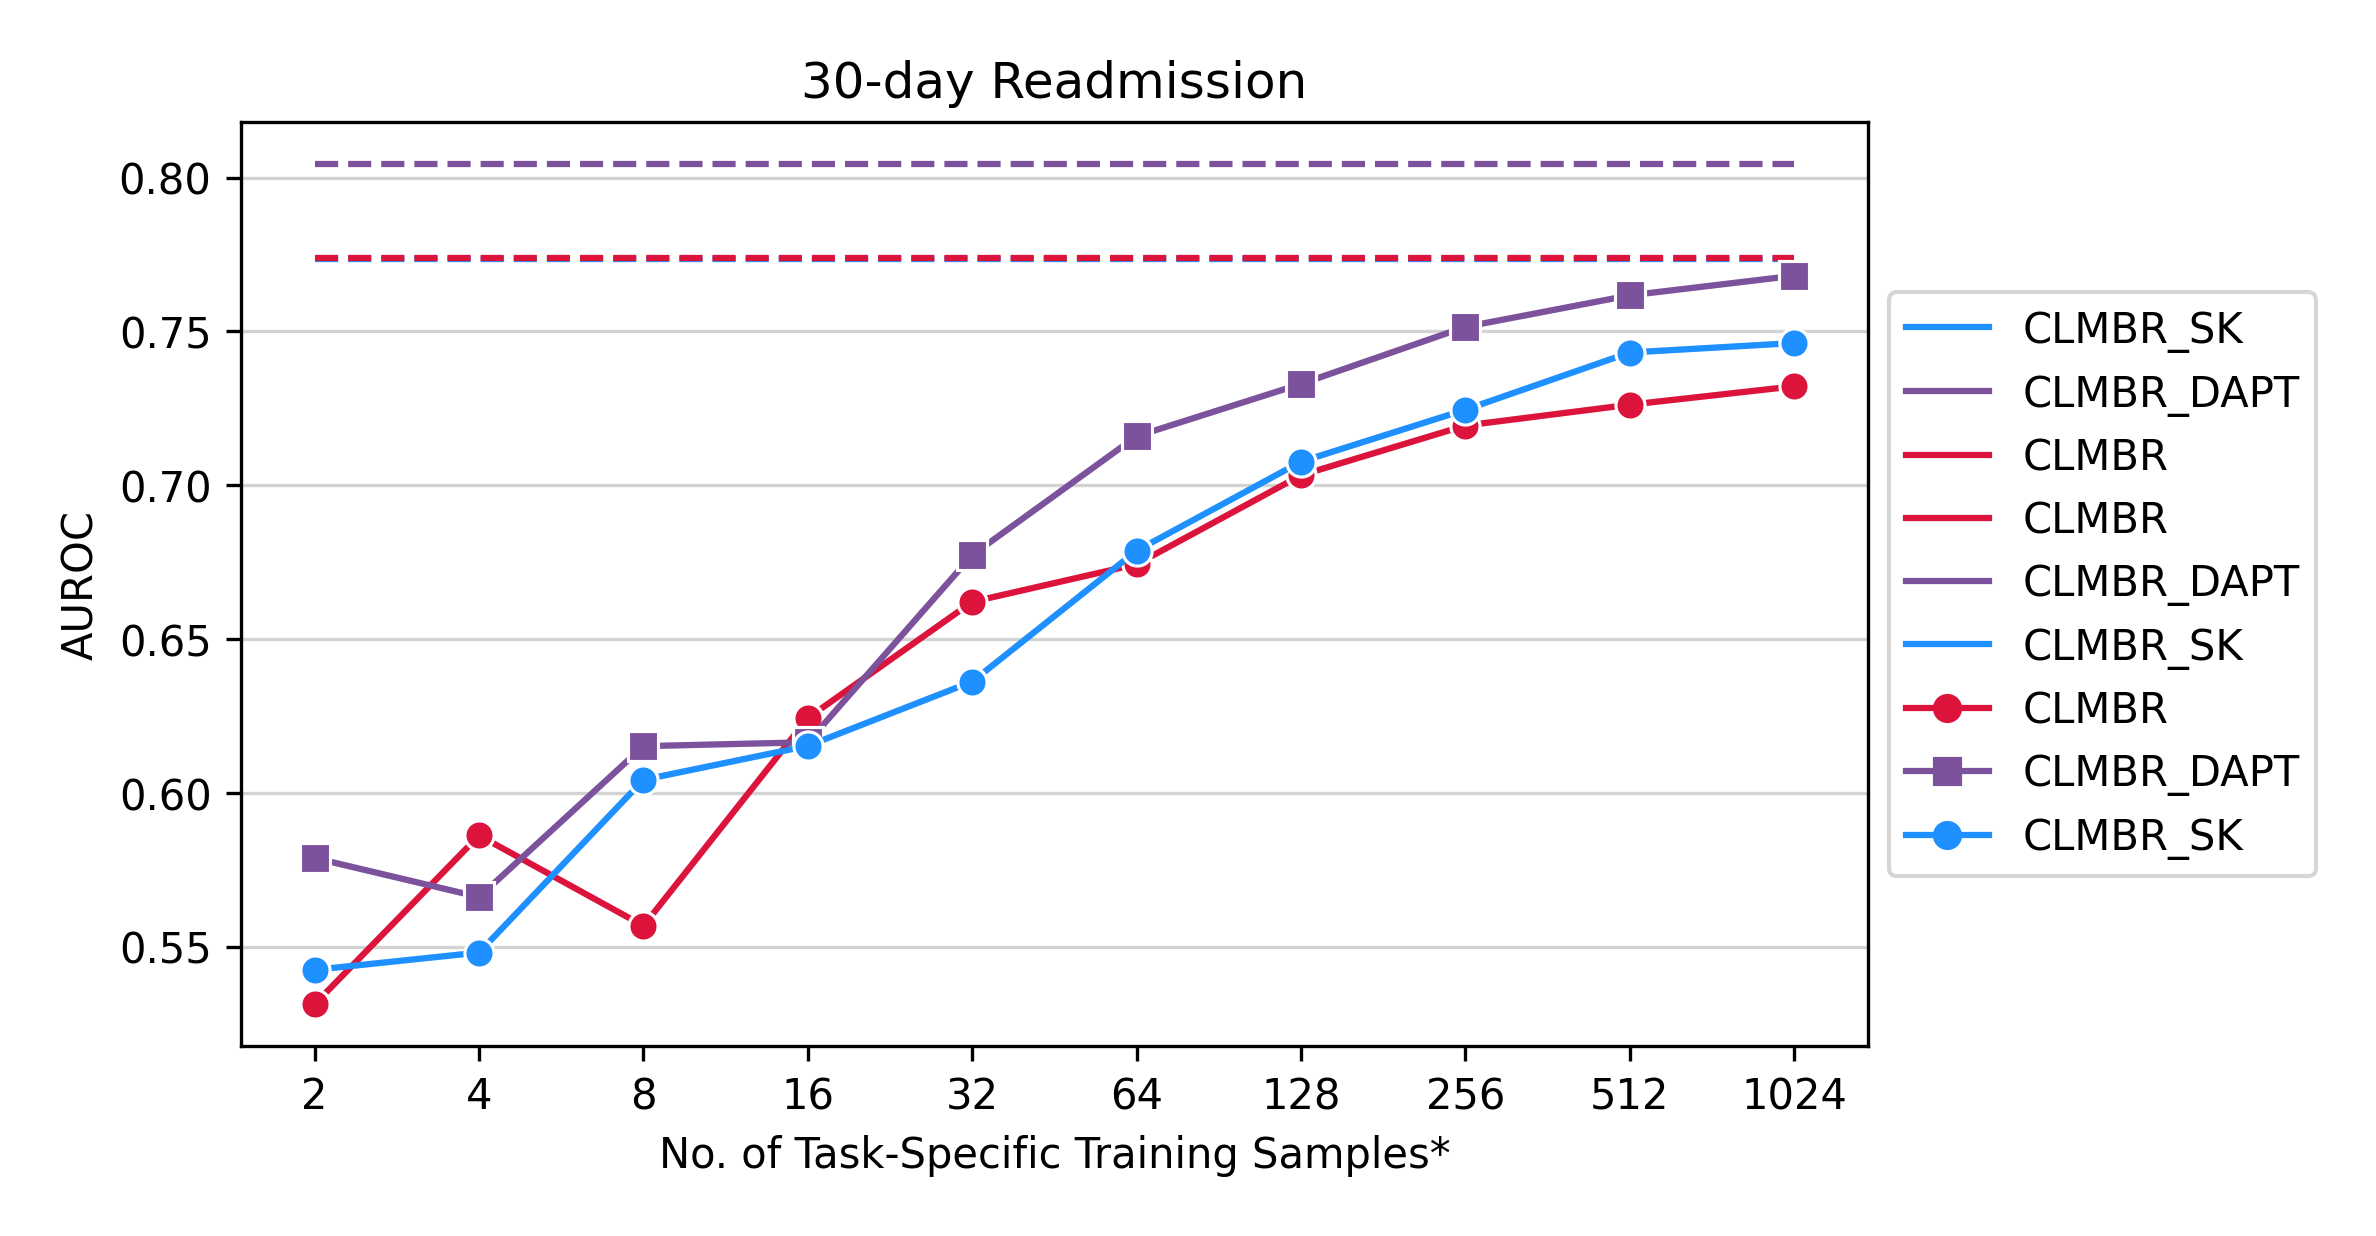 30-day Readmission
0.80
0.75
0.70
0.65
0.60
0.55
AUROC
2 4 8 16 32 64 128 256 512 1024
No. of Task-Specific Training Samples*
CLMBR_SK
CLMBR_DAPT
CLMBR
CLMBR
CLMBR_DAPT
CLMBR_SK
CLMBR
CLMBR_DAPT
CLMBR_SK